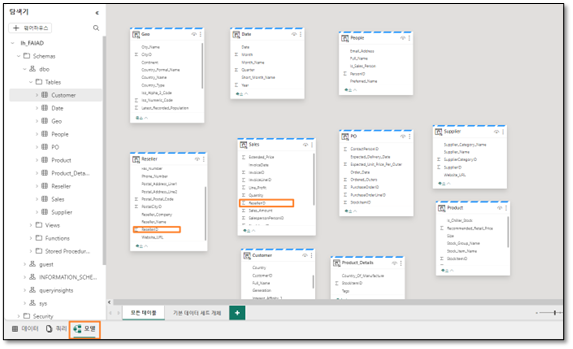 탐색기
웨어하우스
lh_FAIAD
Schemas
dbo
Tables
Customer
Date
Geo
People
PO
Product
Product_Deta...
Reseller
Sales
Supplier
Views
Functions
Stored Procedur...
guest
INFORMATION_SCHE...
queryinsights
sys
Security
데이터
쿼리
모델
Geo
City_Name
CityID
Continent
Country_Formal_Name
Country_Name
Country_Type
Iso_Alpha_3_Code
Iso_Numeric_Code
Latest_Recorded_Population
Date
Date
Month
Month_Name
Quarter
Short_Month_Name
Year
People
Email_Address
Full_Name
Is_Sales_Person
PersonID
Preferred_Name
Reseller
Phone_Number
Postal_Address_Line1
Postal_Address_Line2
Postal_Postal_Code
PostalCityID
Reseller_Company
Reseller_Name
ResellerID
Website_URL
Sales
Extended_Price
InvoiceDate
InvoiceID
InvoiceLineID
Line_Profit
Quantity
ResellerID
Sales_Amount
SalespersonPersonID
PO
ContactPersonID
Expected_Delivery_Date
Expected_Unit_Price_Per_Outer
Order_Date
Ordered_Outers
PurchaseOrderID
PurchaseOrderLineID
StockItemID
Supplier
Supplier_Category_Name
Supplier_Name
SupplierCategoryID
SupplierID
Website_URL
Product
Is_Chiller_Stock
Recommended_Retail_Price
Size
Stock_Group_Name
Stock_Item_Name
StockItemID
Customer
Country
CustomerID
Full_Name
Generation
Product_Details
Country_Of_Manufacture
StockItemID
Tags
모든 테이블
기본 데이터 세트 개체